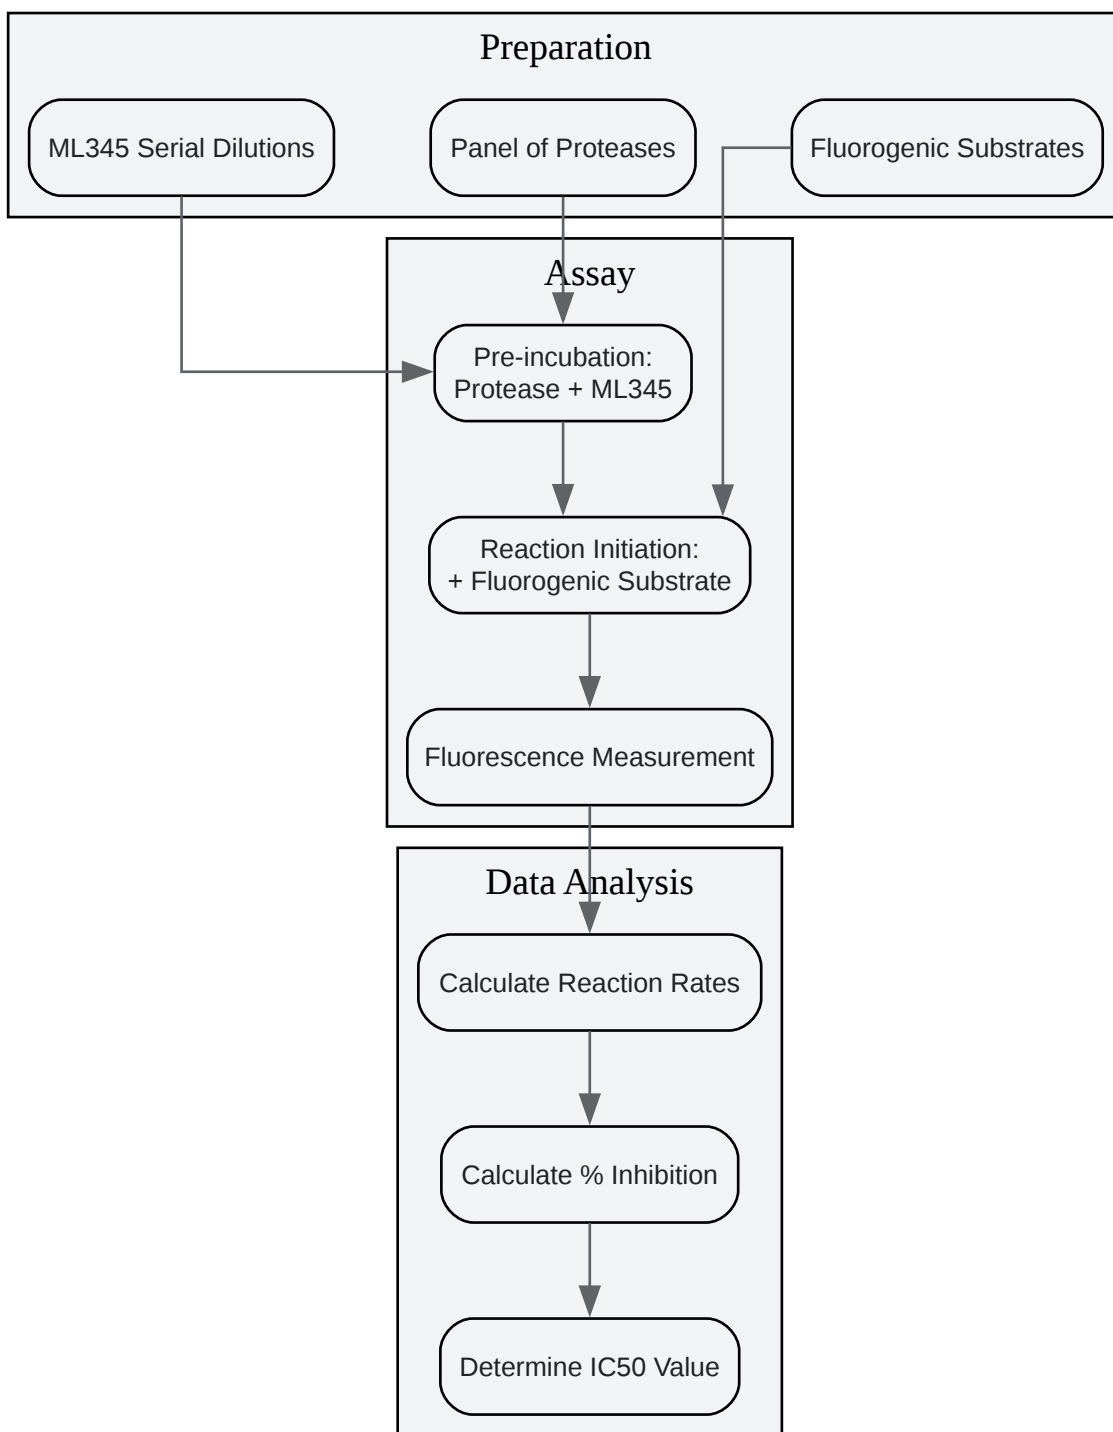 Preparation
ML345 Serial Dilutions
Panel of Proteases
Fluorogenic Substrates
Assay
Pre-incubation:
Protease + ML345
Reaction Initiation:
+ Fluorogenic Substrate
Fluorescence Measurement
Data Analysis
Calculate Reaction Rates
Calculate % Inhibition
Determine IC50 Value